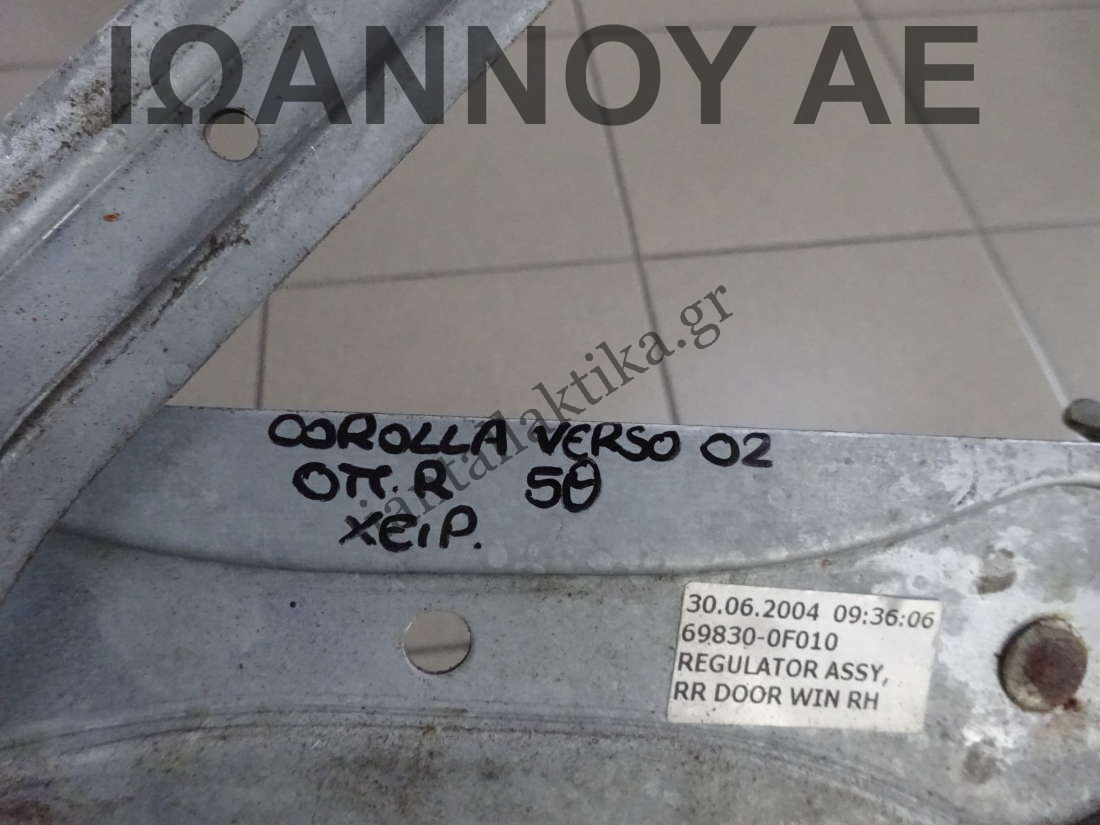 ΙΩΑΝΝΟΥ ΑΕ
iantallaktika.gr
COROLLA VERSO 02
ΟΠ. R 5Θ
ΧΕΙΡ.
30.06.2004 09:36:06
69830-0F010
REGULATOR ASSY,
RR DOOR WIN RH